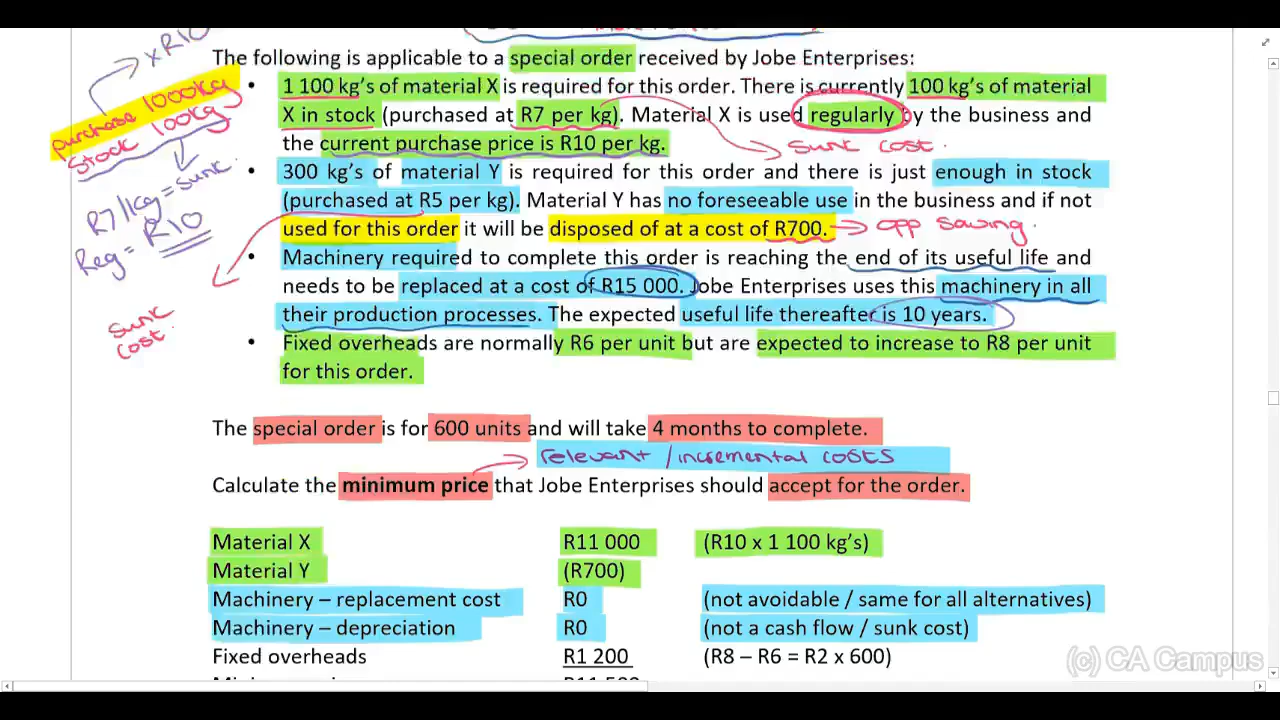 The following is applicable to a special order received by Jobe Enterprises:
• 1 100 kg's of material X is required for this order. There is currently 100 kg's of material
X in stock (purchased at R7 per kg). Material X is used regularly by the business and
the current purchase price is R10 per kg.
• 300 kg's of material Y is required for this order and there is just enough in stock
(purchased at R5 per kg). Material Y has no foreseeable use in the business and if not
used for this order it will be disposed of at a cost of R700.
• Machinery required to complete this order is reaching the end of its useful life and
needs to be replaced at a cost of R15 000. Jobe Enterprises uses this machinery in all
their production processes. The expected useful life thereafter is 10 years.
• Fixed overheads are normally R6 per unit but are expected to increase to R8 per unit
for this order.
x R10
purchase 1000kg
Stock 100kg
R7/kg = sunk
Reg = R10
sunk cost.
opp saving.
sunk
cost.
The special order is for 600 units and will take 4 months to complete.
relevant / incremental costs
Calculate the minimum price that Jobe Enterprises should accept for the order.
Material X R11 000 (R10 x 1 100 kg's)
Material Y (R700)
Machinery – replacement cost R0 (not avoidable / same for all alternatives)
Machinery – depreciation R0 (not a cash flow / sunk cost)
Fixed overheads R1 200 (R8 – R6 = R2 x 600)
(c) CA Campus